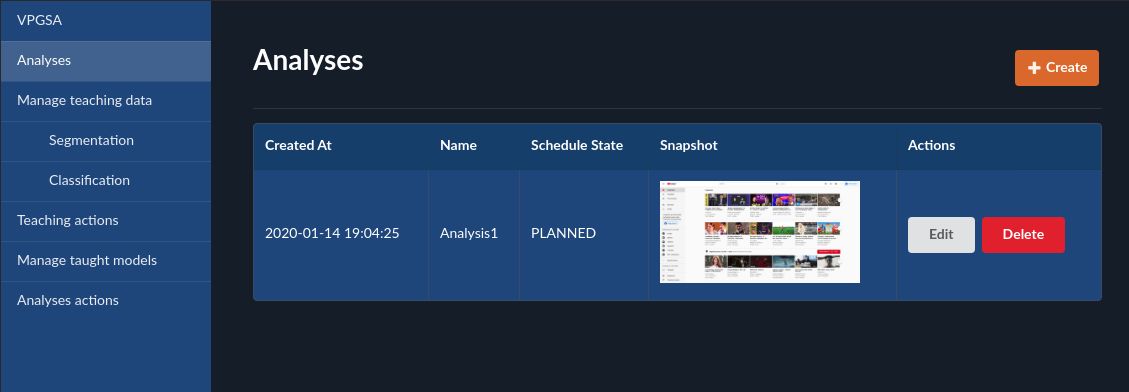 VPGSA
Analyses
Manage teaching data
Segmentation
Classification
Teaching actions
Manage taught models
Analyses actions
Analyses
Create
Created At Name Schedule State Snapshot Actions
2020-01-14 19:04:25 Analysis1 PLANNED Edit Delete